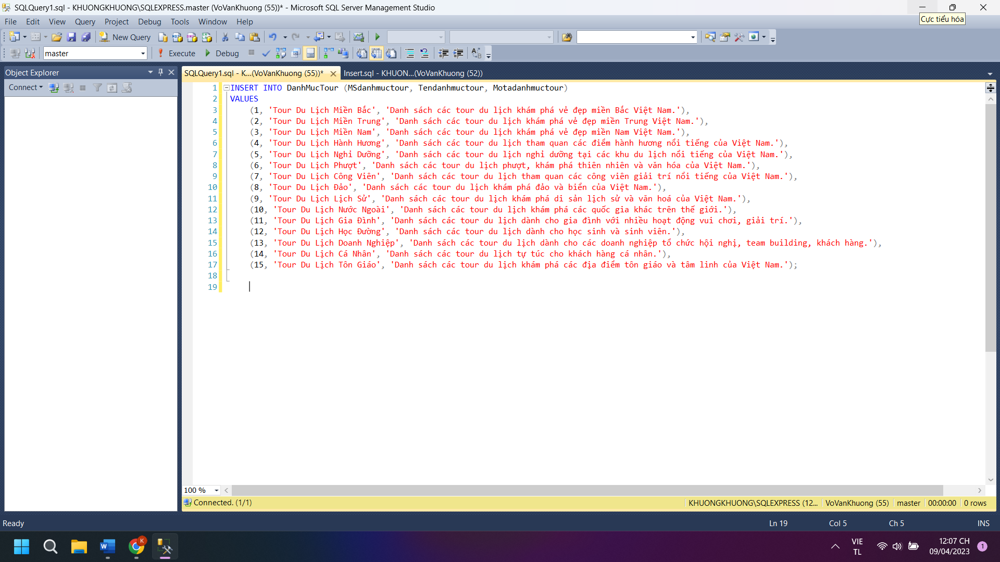 SQLQuery1.sql - KHUONGKHUONG\SQLEXPRESS.master (VoVanKhuong (55))* - Microsoft SQL Server Management Studio
Cực tiểu hóa
File Edit View Query Project Debug Tools Window Help
New Query
master Execute Debug
Object Explorer
Connect
SQLQuery1.sql - K...(VoVanKhuong (55))* Insert.sql - KHUON...(VoVanKhuong (52))
1 INSERT INTO DanhMucTour (MSdanhmuctour, Tendanhmuctour, Motadanhmuctour)
2 VALUES
3 (1, 'Tour Du Lịch Miền Bắc', 'Danh sách các tour du lịch khám phá vẻ đẹp miền Bắc Việt Nam.'),
4 (2, 'Tour Du Lịch Miền Trung', 'Danh sách các tour du lịch khám phá vẻ đẹp miền Trung Việt Nam.'),
5 (3, 'Tour Du Lịch Miền Nam', 'Danh sách các tour du lịch khám phá vẻ đẹp miền Nam Việt Nam.'),
6 (4, 'Tour Du Lịch Hành Hương', 'Danh sách các tour du lịch tham quan các điểm hành hương nổi tiếng của Việt Nam.'),
7 (5, 'Tour Du Lịch Nghỉ Dưỡng', 'Danh sách các tour du lịch nghỉ dưỡng tại các khu du lịch nổi tiếng của Việt Nam.'),
8 (6, 'Tour Du Lịch Phượt', 'Danh sách các tour du lịch phượt, khám phá thiên nhiên và văn hóa của Việt Nam.'),
9 (7, 'Tour Du Lịch Công Viên', 'Danh sách các tour du lịch tham quan các công viên giải trí nổi tiếng của Việt Nam.'),
10 (8, 'Tour Du Lịch Đảo', 'Danh sách các tour du lịch khám phá đảo và biển của Việt Nam.'),
11 (9, 'Tour Du Lịch Lịch Sử', 'Danh sách các tour du lịch khám phá di sản lịch sử và văn hoá của Việt Nam.'),
12 (10, 'Tour Du Lịch Nước Ngoài', 'Danh sách các tour du lịch khám phá các quốc gia khác trên thế giới.'),
13 (11, 'Tour Du Lịch Gia Đình', 'Danh sách các tour du lịch dành cho gia đình với nhiều hoạt động vui chơi, giải trí.'),
14 (12, 'Tour Du Lịch Học Đường', 'Danh sách các tour du lịch dành cho học sinh và sinh viên.'),
15 (13, 'Tour Du Lịch Doanh Nghiệp', 'Danh sách các tour du lịch dành cho các doanh nghiệp tổ chức hội nghị, team building, khách hàng.'),
16 (14, 'Tour Du Lịch Cá Nhân', 'Danh sách các tour du lịch tự túc cho khách hàng cá nhân.'),
17 (15, 'Tour Du Lịch Tôn Giáo', 'Danh sách các tour du lịch khám phá các địa điểm tôn giáo và tâm linh của Việt Nam.');
18
19
100 %
Connected. (1/1) KHUONGKHUONG\SQLEXPRESS (12... VoVanKhuong (55) master 00:00:00 0 rows
Ready Ln 19 Col 5 Ch 5 INS
K
VIE
TL
12:07 CH
09/04/2023
1